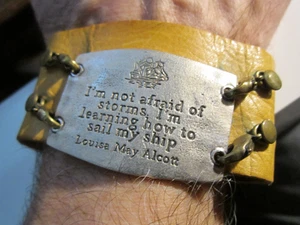 I'm not afraid of
storms, I'm
learning how to
sail my ship
Louisa May Alcott